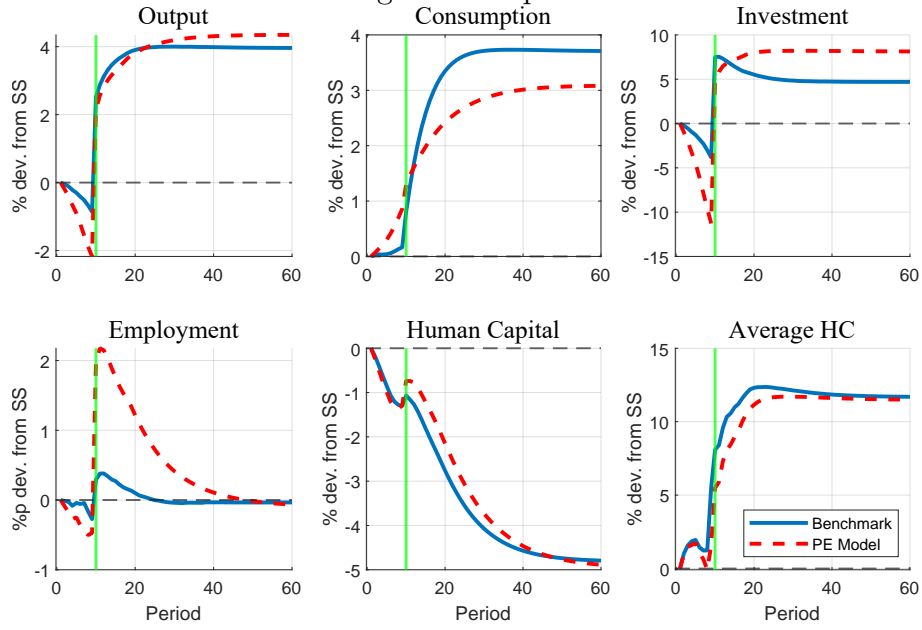 Output
Consumption
Investment
% dev. from SS
4
2
0
-2
0 20 40 60
% dev. from SS
4
3
2
1
0
0 20 40 60
% dev. from SS
10
5
0
-5
-10
-15
0 20 40 60
Employment
Human Capital
Average HC
%p dev. from SS
2
1
0
-1
0 20 40 60
Period
% dev. from SS
0
-1
-2
-3
-4
-5
0 20 40 60
Period
% dev. from SS
15
10
5
0
0 20 40 60
Period
Benchmark
PE Model